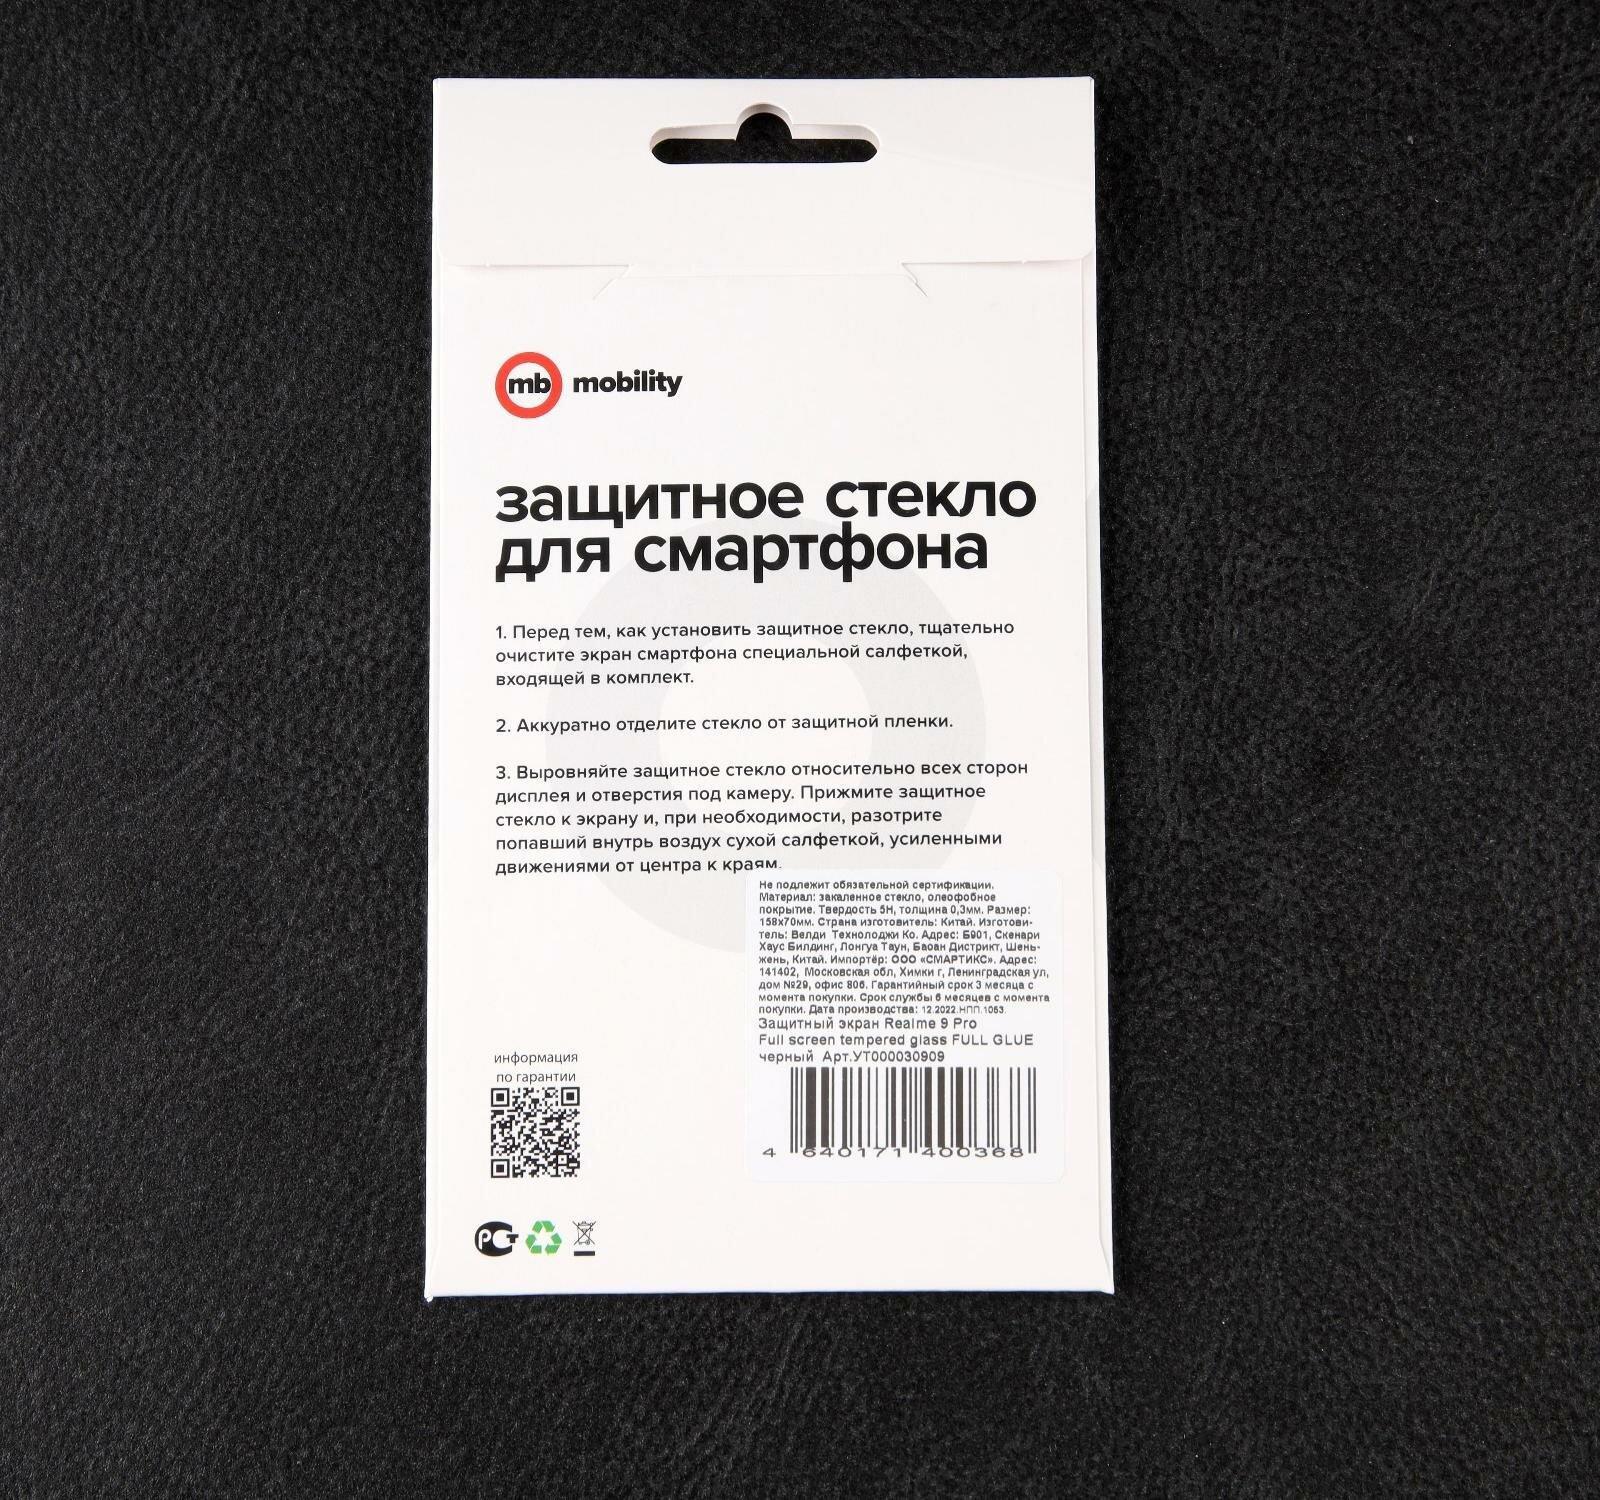 mb mobility
защитное стекло
для смартфона
1. Перед тем, как установить защитное стекло, тщательно
очистите экран смартфона специальной салфеткой,
входящей в комплект.
2. Аккуратно отделите стекло от защитной пленки.
3. Выровняйте защитное стекло относительно всех сторон
дисплея и отверстия под камеру. Прижмите защитное
стекло к экрану и, при необходимости, разотрите
попавший внутрь воздух сухой салфеткой, усиленными
движениями от центра к краям.
Не подлежит обязательной сертификации.
Материал: закаленное стекло, олеофобное
покрытие. Твердость 5H, толщина 0,3мм. Размер:
158х70мм. Страна изготовитель: Китай. Изготови-
тель: Велди Технолоджи Ко. Адрес: Б901, Скенари
Хаус Билдинг, Лонгуа Таун, Баоан Дистрикт, Шень-
жень, Китай. Импортёр: ООО «СМАРТИКС». Адрес:
141402, Московская обл, Химки г, Ленинградская ул,
дом №29, офис 806. Гарантийный срок 3 месяца с
момента покупки. Срок службы 6 месяцев с момента
покупки. Дата производства: 12.2022.НПП.1053.
Защитный экран Realme 9 Pro
Full screen tempered glass FULL GLUE
черный Арт.УТ000030909
4 640171 400368
информация
по гарантии
РСТ